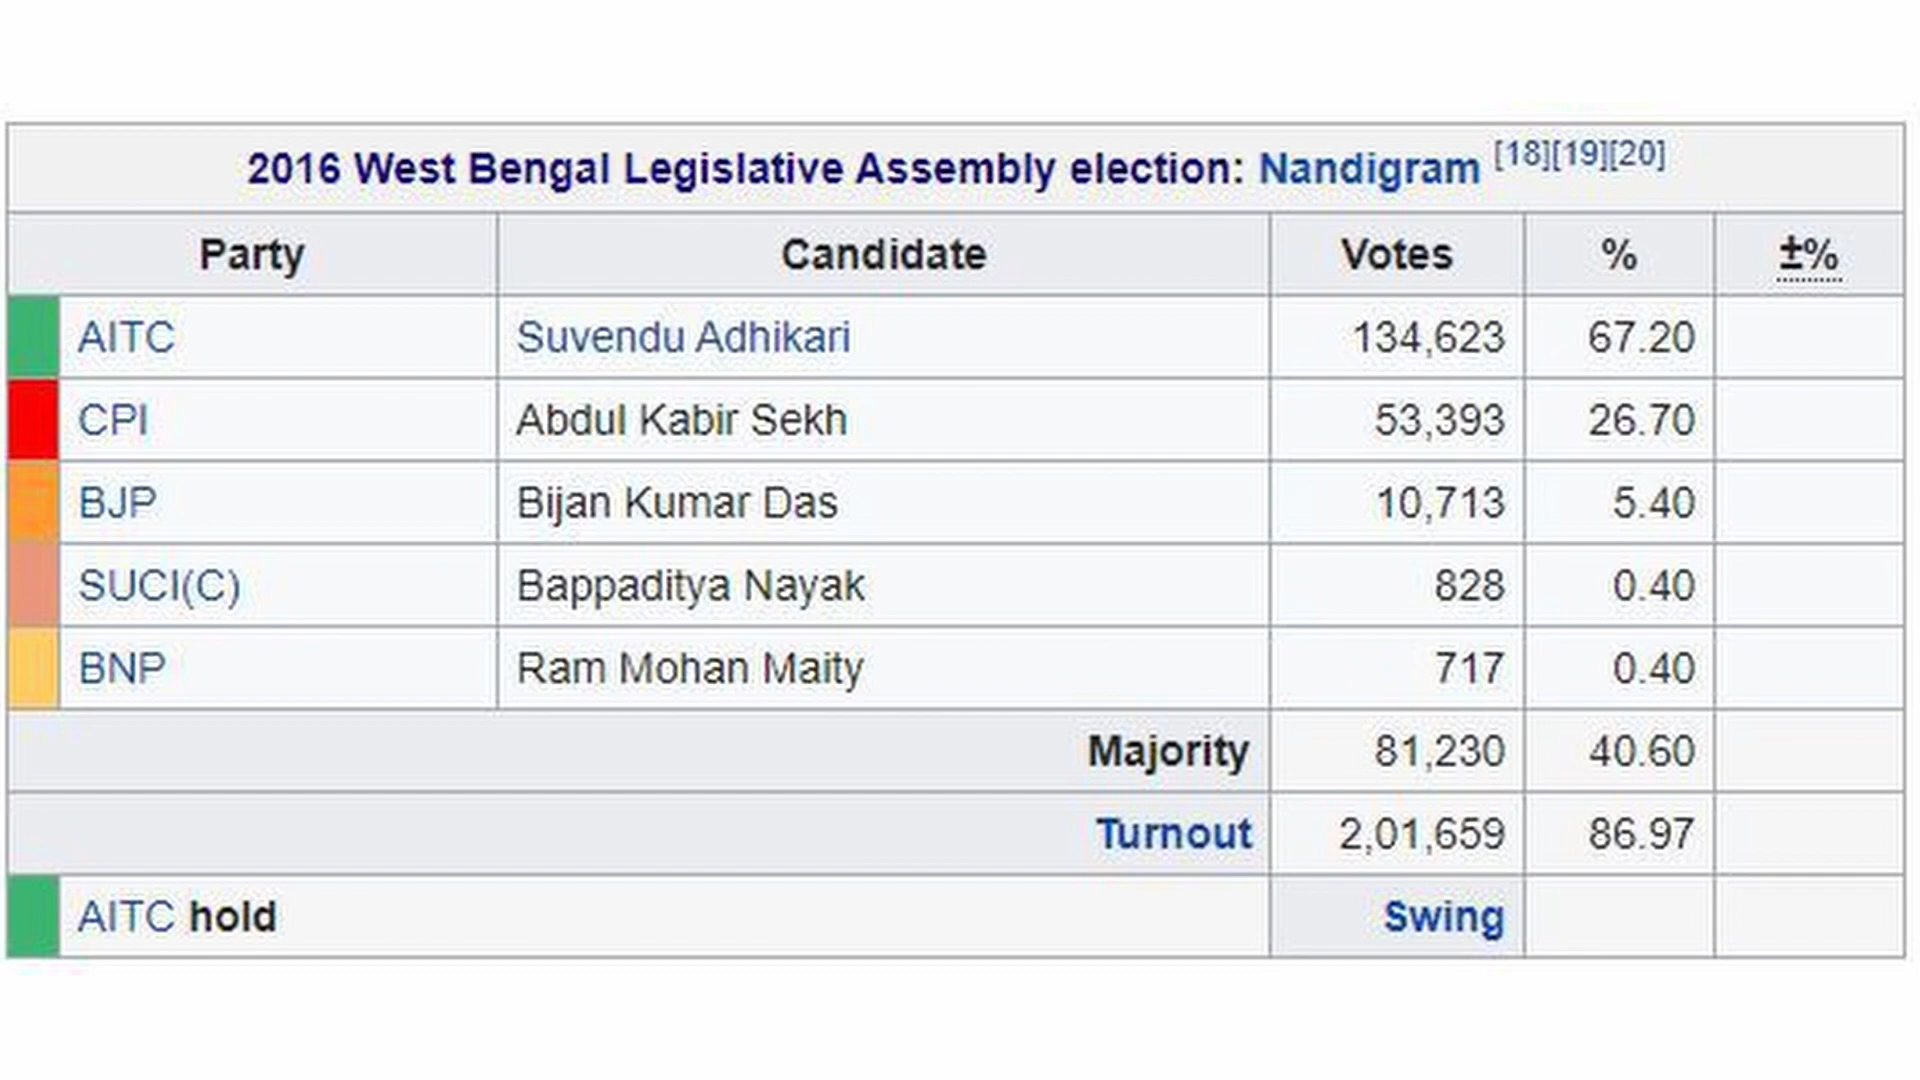 2016 West Bengal Legislative Assembly election: Nandigram [18][19][20]
Party Candidate Votes % ±%
AITC Suvendu Adhikari 134,623 67.20
CPI Abdul Kabir Sekh 53,393 26.70
BJP Bijan Kumar Das 10,713 5.40
SUCI(C) Bappaditya Nayak 828 0.40
BNP Ram Mohan Maity 717 0.40
Majority 81,230 40.60
Turnout 2,01,659 86.97
AITC hold Swing